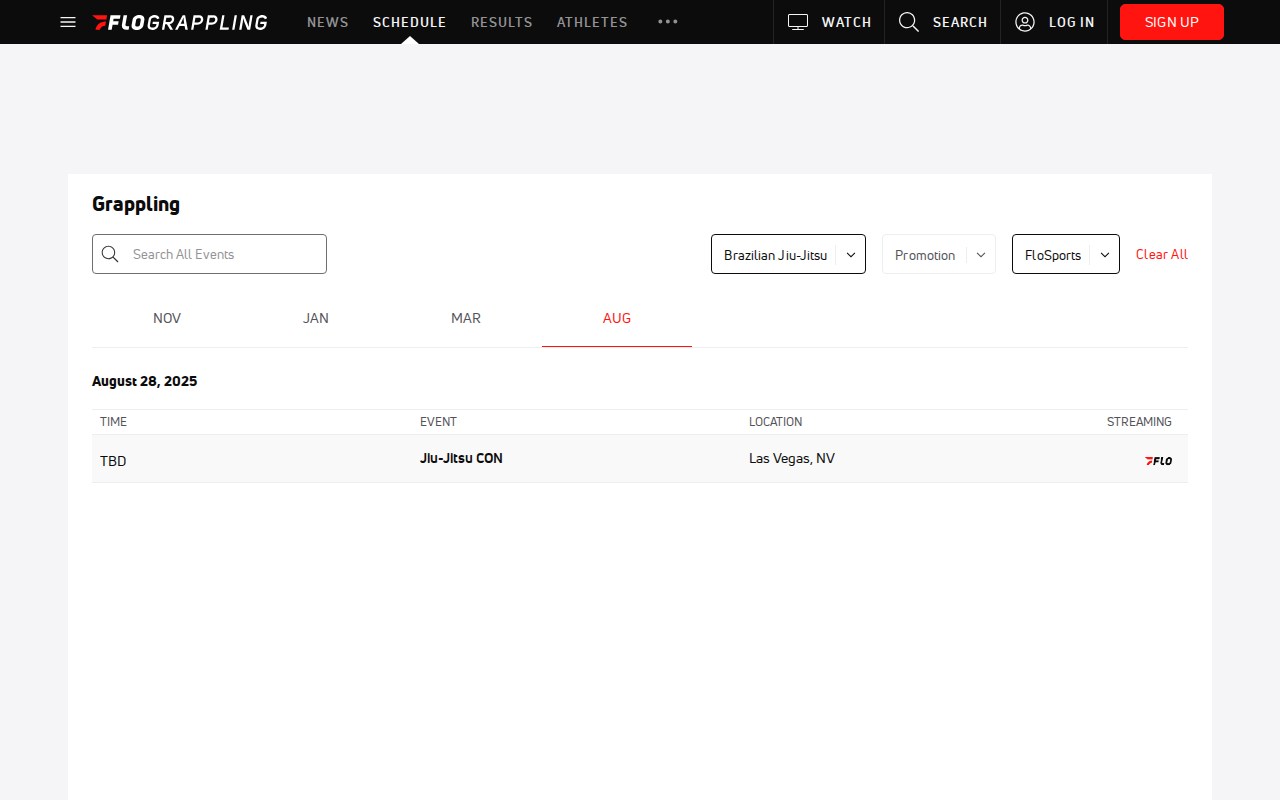 FLOGRAPPLING NEWS SCHEDULE RESULTS ATHLETES ••• WATCH SEARCH LOG IN SIGN UP
Grappling
Search All Events Brazilian Jiu-Jitsu Promotion FloSports Clear All
NOV JAN MAR AUG
August 28, 2025
TIME EVENT LOCATION STREAMING
TBD Jiu-Jitsu CON Las Vegas, NV FLO